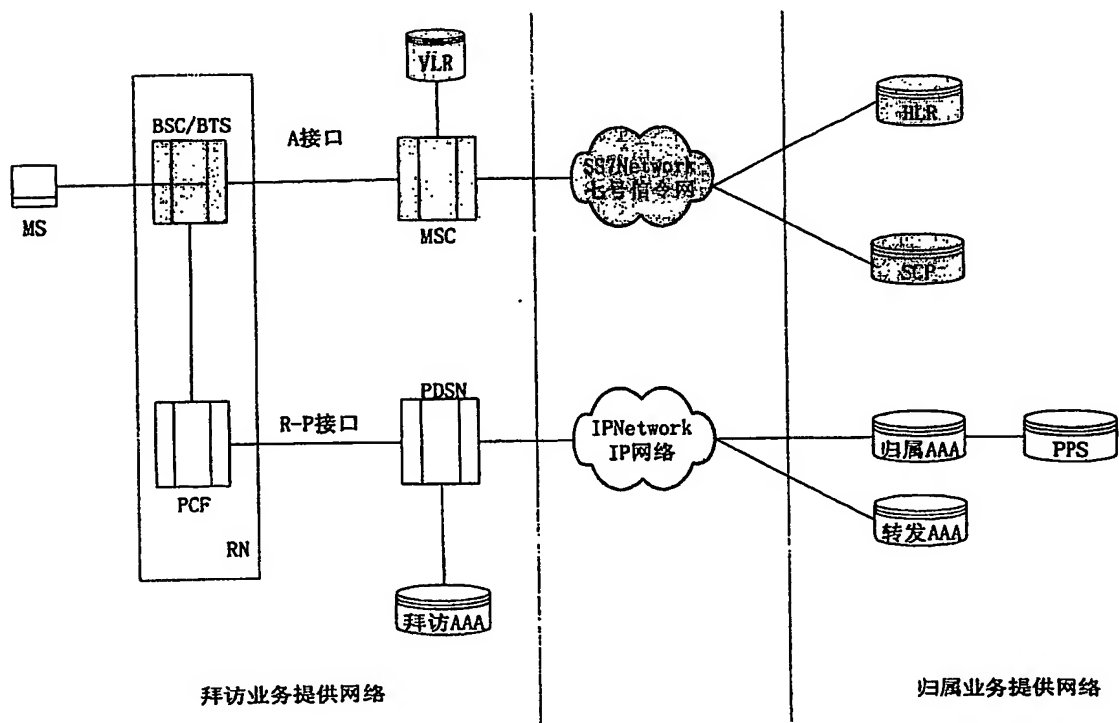 VLR
BSC/BTS
A接口
HLR
SS7Network
七号信令网
MS
MSC
SCP
PDSN
R-P接口
IPNetwork
IP网络
归属AAA
PPS
PCF
转发AAA
RN
拜访AAA
拜访业务提供网络
归属业务提供网络